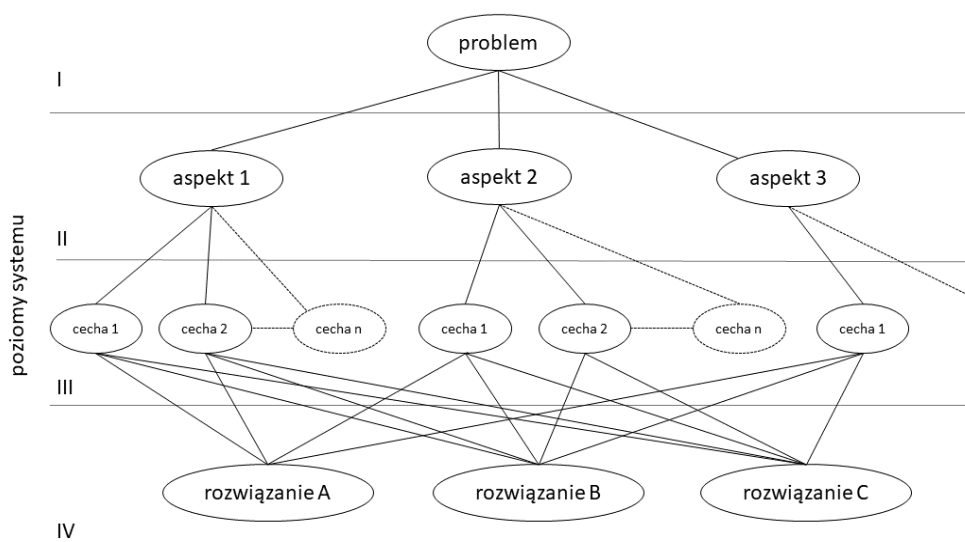 problem
I
aspekt 1
aspekt 2
aspekt 3
poziomy systemu
II
cecha 1
cecha 2
cecha n
cecha 1
cecha 2
cecha n
cecha 1
III
rozwiązanie A
rozwiązanie B
rozwiązanie C
IV